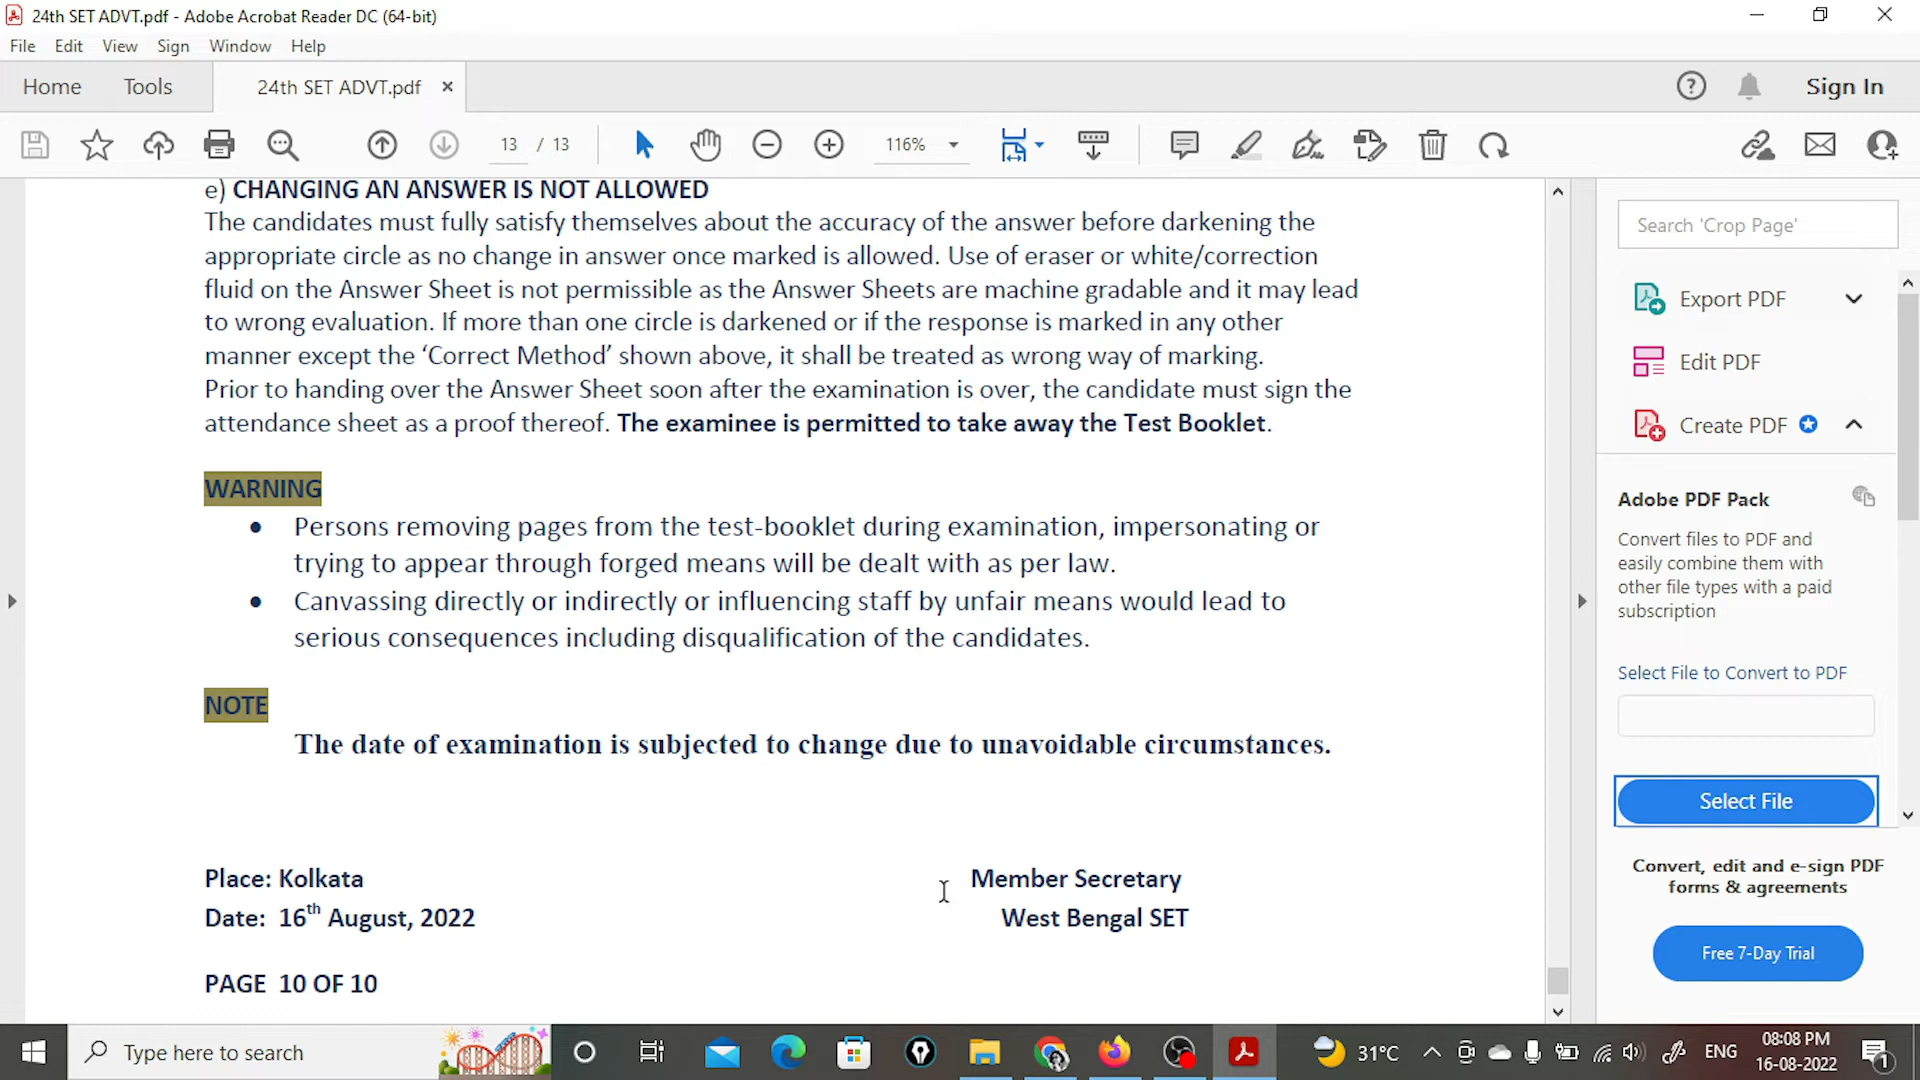 24th SET ADVT.pdf - Adobe Acrobat Reader DC (64-bit)
File Edit View Sign Window Help
Home Tools 24th SET ADVT.pdf × Sign In
13 / 13 116%
e) CHANGING AN ANSWER IS NOT ALLOWED
The candidates must fully satisfy themselves about the accuracy of the answer before darkening the
appropriate circle as no change in answer once marked is allowed. Use of eraser or white/correction
fluid on the Answer Sheet is not permissible as the Answer Sheets are machine gradable and it may lead
to wrong evaluation. If more than one circle is darkened or if the response is marked in any other
manner except the ‘Correct Method’ shown above, it shall be treated as wrong way of marking.
Prior to handing over the Answer Sheet soon after the examination is over, the candidate must sign the
attendance sheet as a proof thereof. The examinee is permitted to take away the Test Booklet.
WARNING
• Persons removing pages from the test-booklet during examination, impersonating or
trying to appear through forged means will be dealt with as per law.
• Canvassing directly or indirectly or influencing staff by unfair means would lead to
serious consequences including disqualification of the candidates.
NOTE
The date of examination is subjected to change due to unavoidable circumstances.
Place: Kolkata Member Secretary
Date: 16th August, 2022 West Bengal SET
PAGE 10 OF 10
Search 'Crop Page'
Export PDF
Edit PDF
Create PDF
Adobe PDF Pack
Convert files to PDF and
easily combine them with
other file types with a paid
subscription
Select File to Convert to PDF
Select File
Convert, edit and e-sign PDF
forms & agreements
Free 7-Day Trial
Type here to search
31°C
ENG
08:08 PM
16-08-2022
1